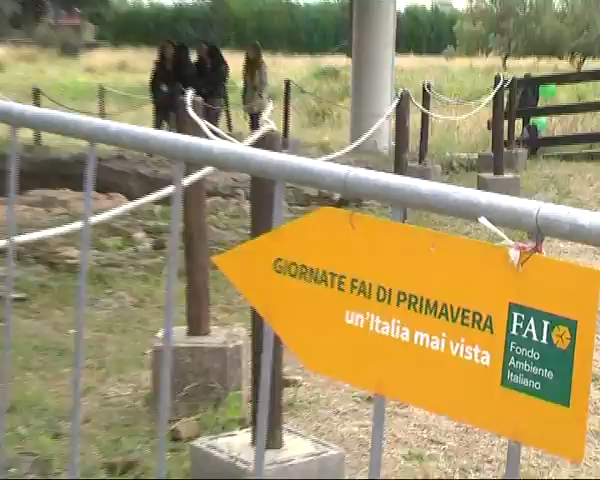 GIORNATE FAI DI PRIMAVERA
un'Italia mai vista
FAI
Fondo
Ambiente
Italiano